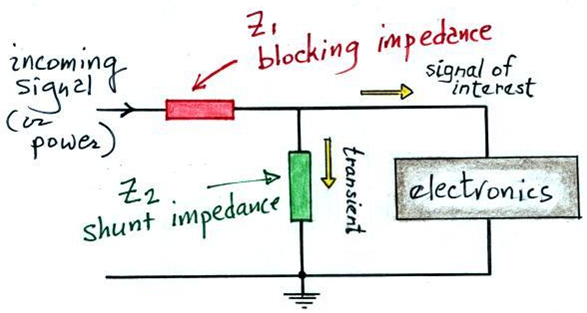 Z1
blocking impedance
incoming
signal
(or
power)
signal of
interest
transient
Z2
shunt impedance
electronics